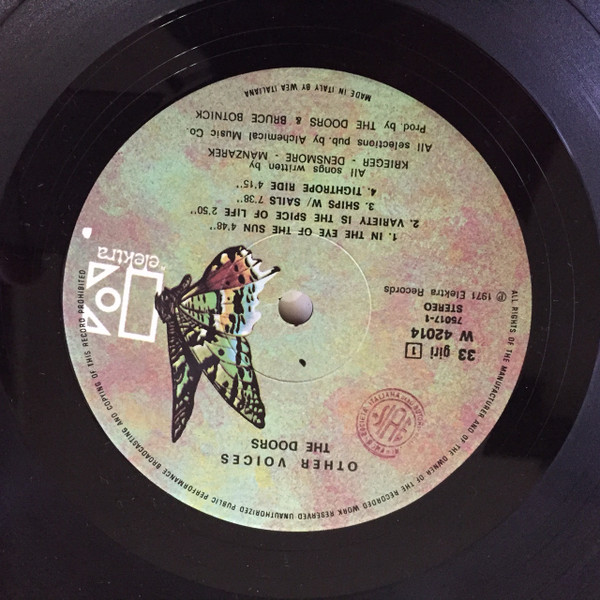 OTHER VOICES
THE DOORS
elektra
33 giri 1
W 42014
75017-1
STEREO
℗ 1971 Elektra Records
1. IN THE EYE OF THE SUN 4'48"
2. VARIETY IS THE SPICE OF LIFE 2'50"
3. SHIPS W/ SAILS 7'38"
4. TIGHTROPE RIDE 4'15"
All songs written by
KRIEGER - DENSMORE - MANZAREK
All selections pub. by Alchemical Music Co.
Prod. by THE DOORS & BRUCE BOTNICK
MADE IN ITALY BY WEA ITALIANA
ALL RIGHTS OF THE MANUFACTURER AND OF THE OWNER OF THE RECORDED WORK RESERVED UNAUTHORIZED PUBLIC PERFORMANCE BROADCASTING AND COPYING OF THIS RECORD PROHIBITED